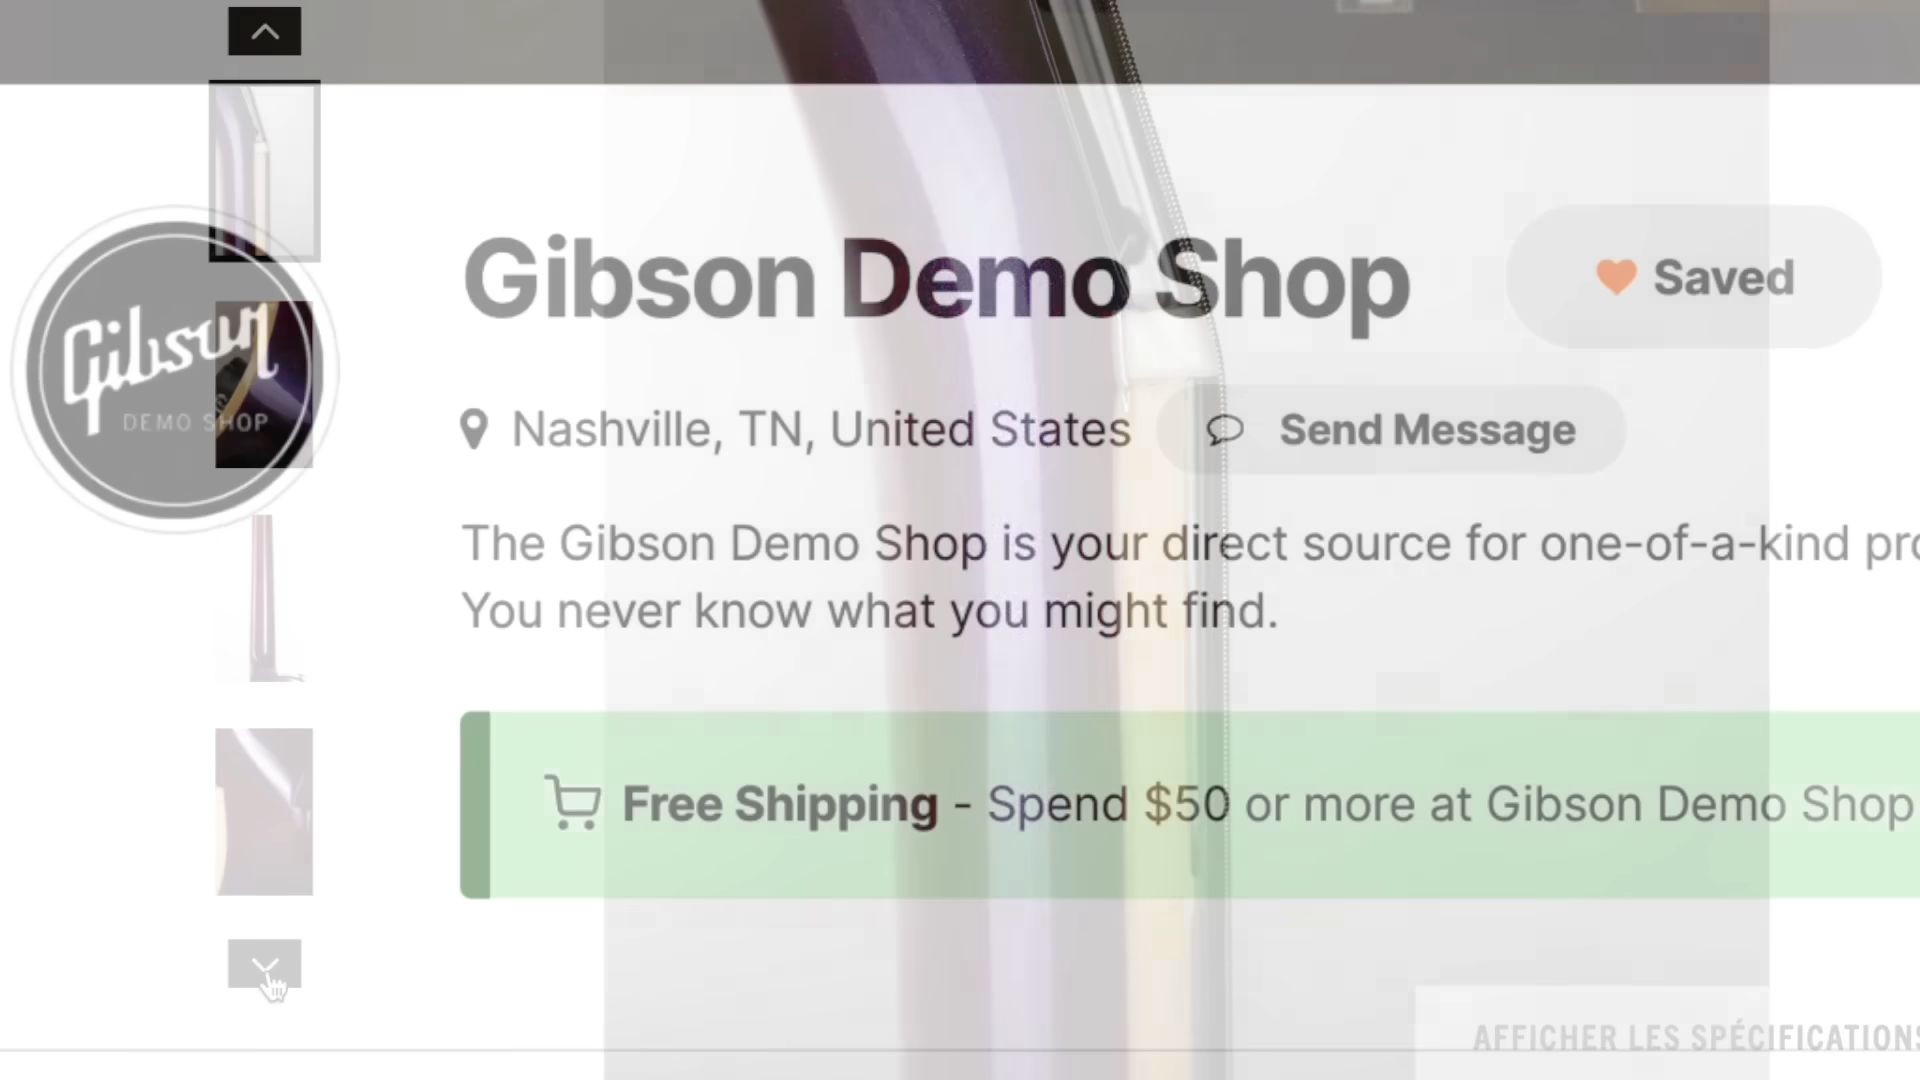 Gibson
DEMO SHOP
Gibson Demo Shop
Saved
Nashville, TN, United States
Send Message
The Gibson Demo Shop is your direct source for one-of-a-kind
You never know what you might find.
Free Shipping - Spend $50 or more at Gibson Demo Shop
AFFICHER LES SPÉCIFICATIONS